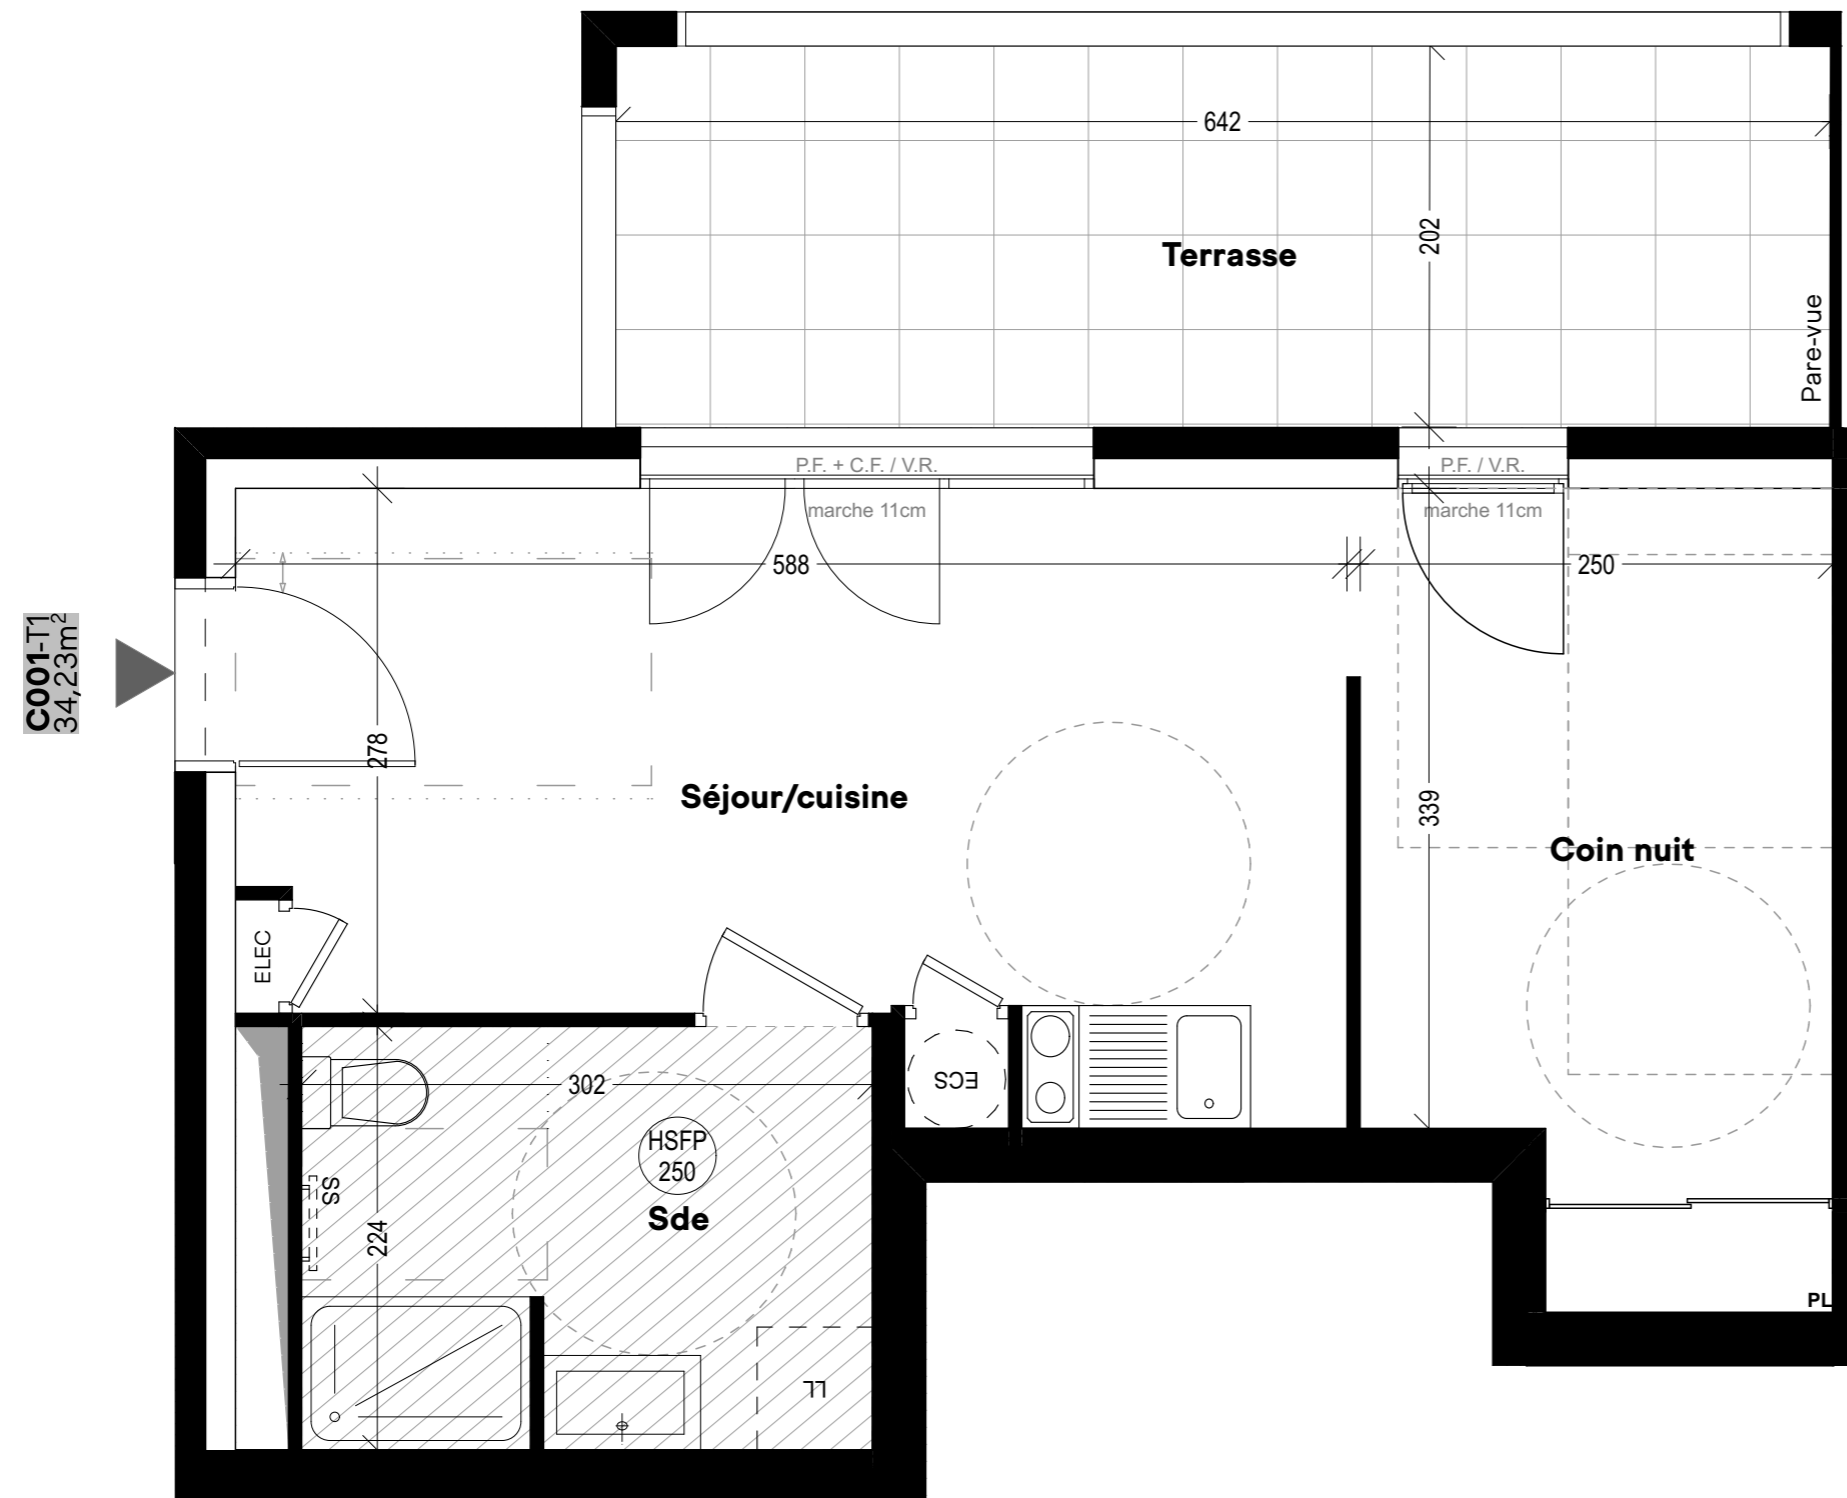 642
202
Terrasse
Pare-vue
P.F. + C.F. / V.R.
P.F. / V.R.
marche 11cm
marche 11cm
588
250
C001-T1
34,23m²
278
Séjour/cuisine
339
Coin nuit
ELEC
302
ECS
HSFP
250
SS
Sde
224
PL
LL